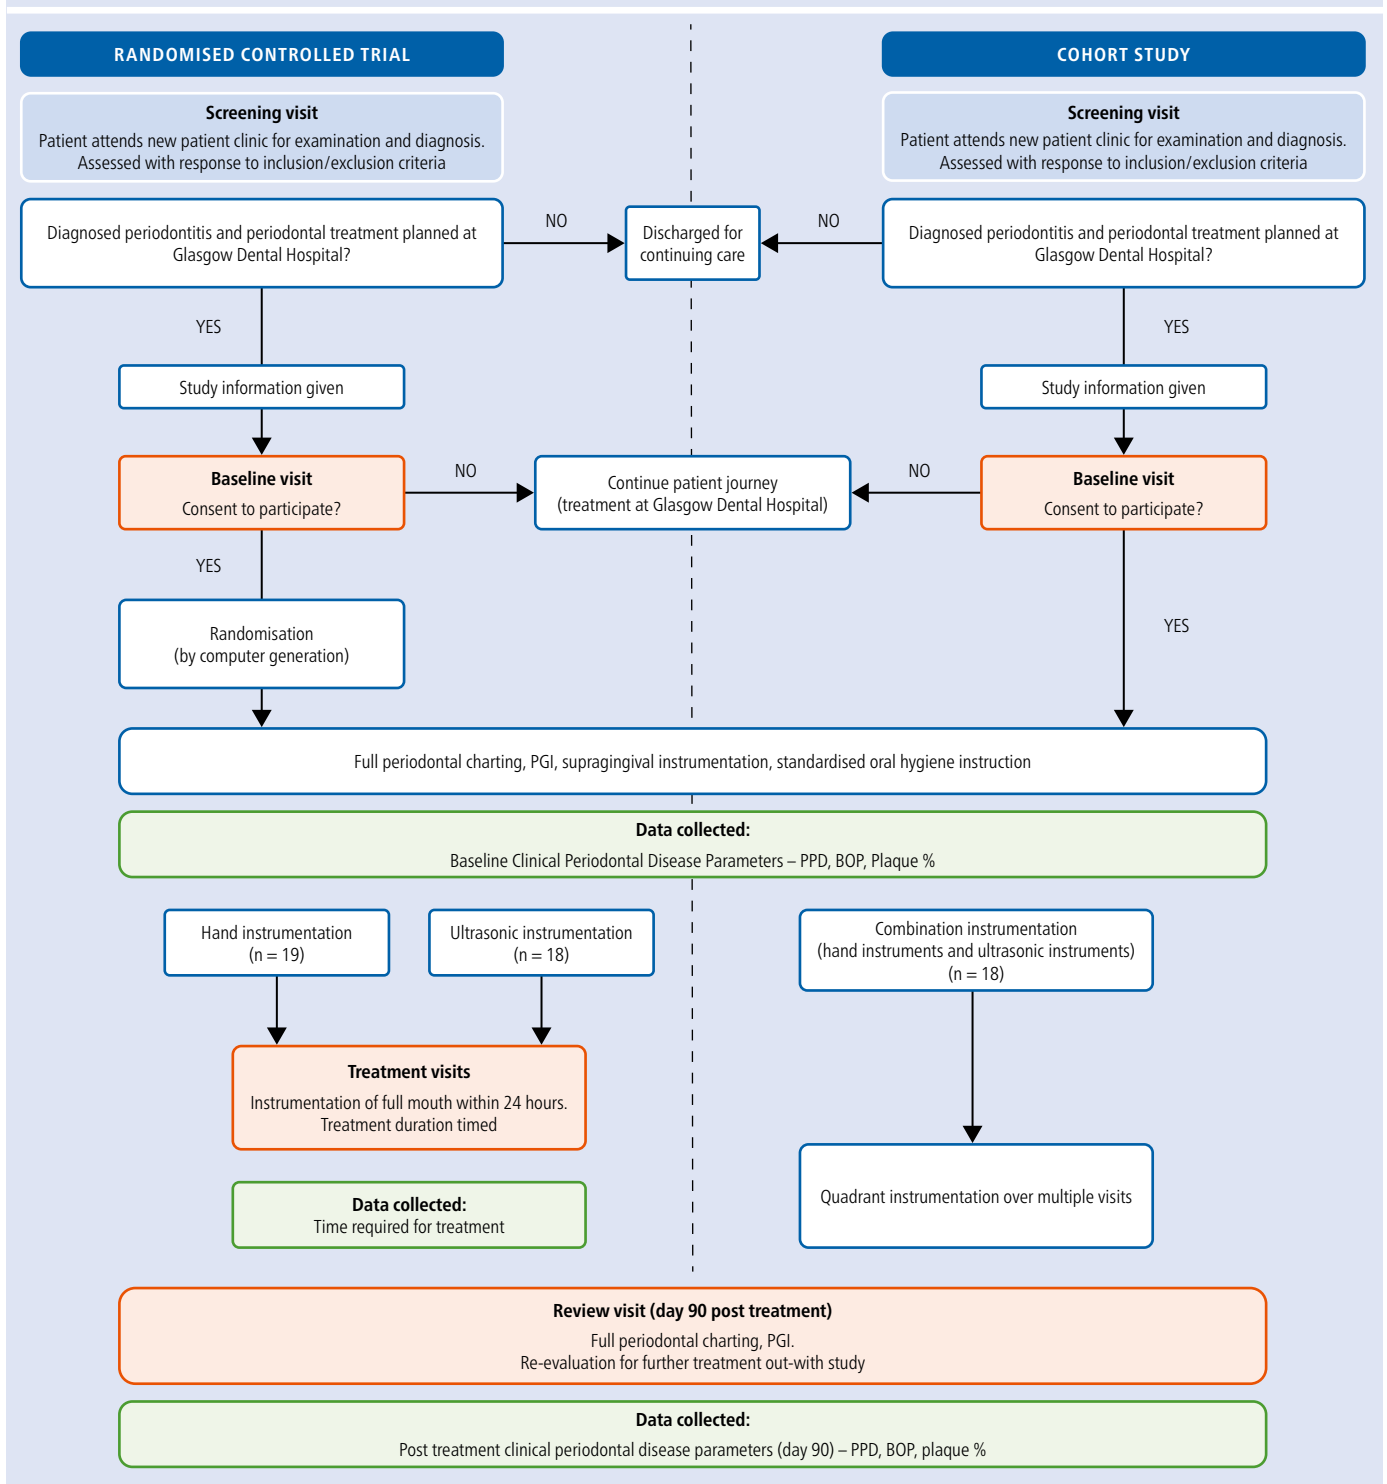 RANDOMISED CONTROLLED TRIAL
COHORT STUDY
Screening visit
Patient attends new patient clinic for examination and diagnosis.
Assessed with response to inclusion/exclusion criteria
Screening visit
Patient attends new patient clinic for examination and diagnosis.
Assessed with response to inclusion/exclusion criteria
Diagnosed periodontitis and periodontal treatment planned at
Glasgow Dental Hospital?
NO
Discharged for
continuing care
NO
Diagnosed periodontitis and periodontal treatment planned at
Glasgow Dental Hospital?
YES
YES
Study information given
Study information given
Baseline visit
Consent to participate?
NO
Continue patient journey
(treatment at Glasgow Dental Hospital)
NO
Baseline visit
Consent to participate?
YES
Randomisation
(by computer generation)
YES
Full periodontal charting, PGI, supragingival instrumentation, standardised oral hygiene instruction
Data collected:
Baseline Clinical Periodontal Disease Parameters – PPD, BOP, Plaque %
Hand instrumentation
(n = 19)
Ultrasonic instrumentation
(n = 18)
Combination instrumentation
(hand instruments and ultrasonic instruments)
(n = 18)
Treatment visits
Instrumentation of full mouth within 24 hours.
Treatment duration timed
Data collected:
Time required for treatment
Quadrant instrumentation over multiple visits
Review visit (day 90 post treatment)
Full periodontal charting, PGI.
Re-evaluation for further treatment out-with study
Data collected:
Post treatment clinical periodontal disease parameters (day 90) – PPD, BOP, plaque %